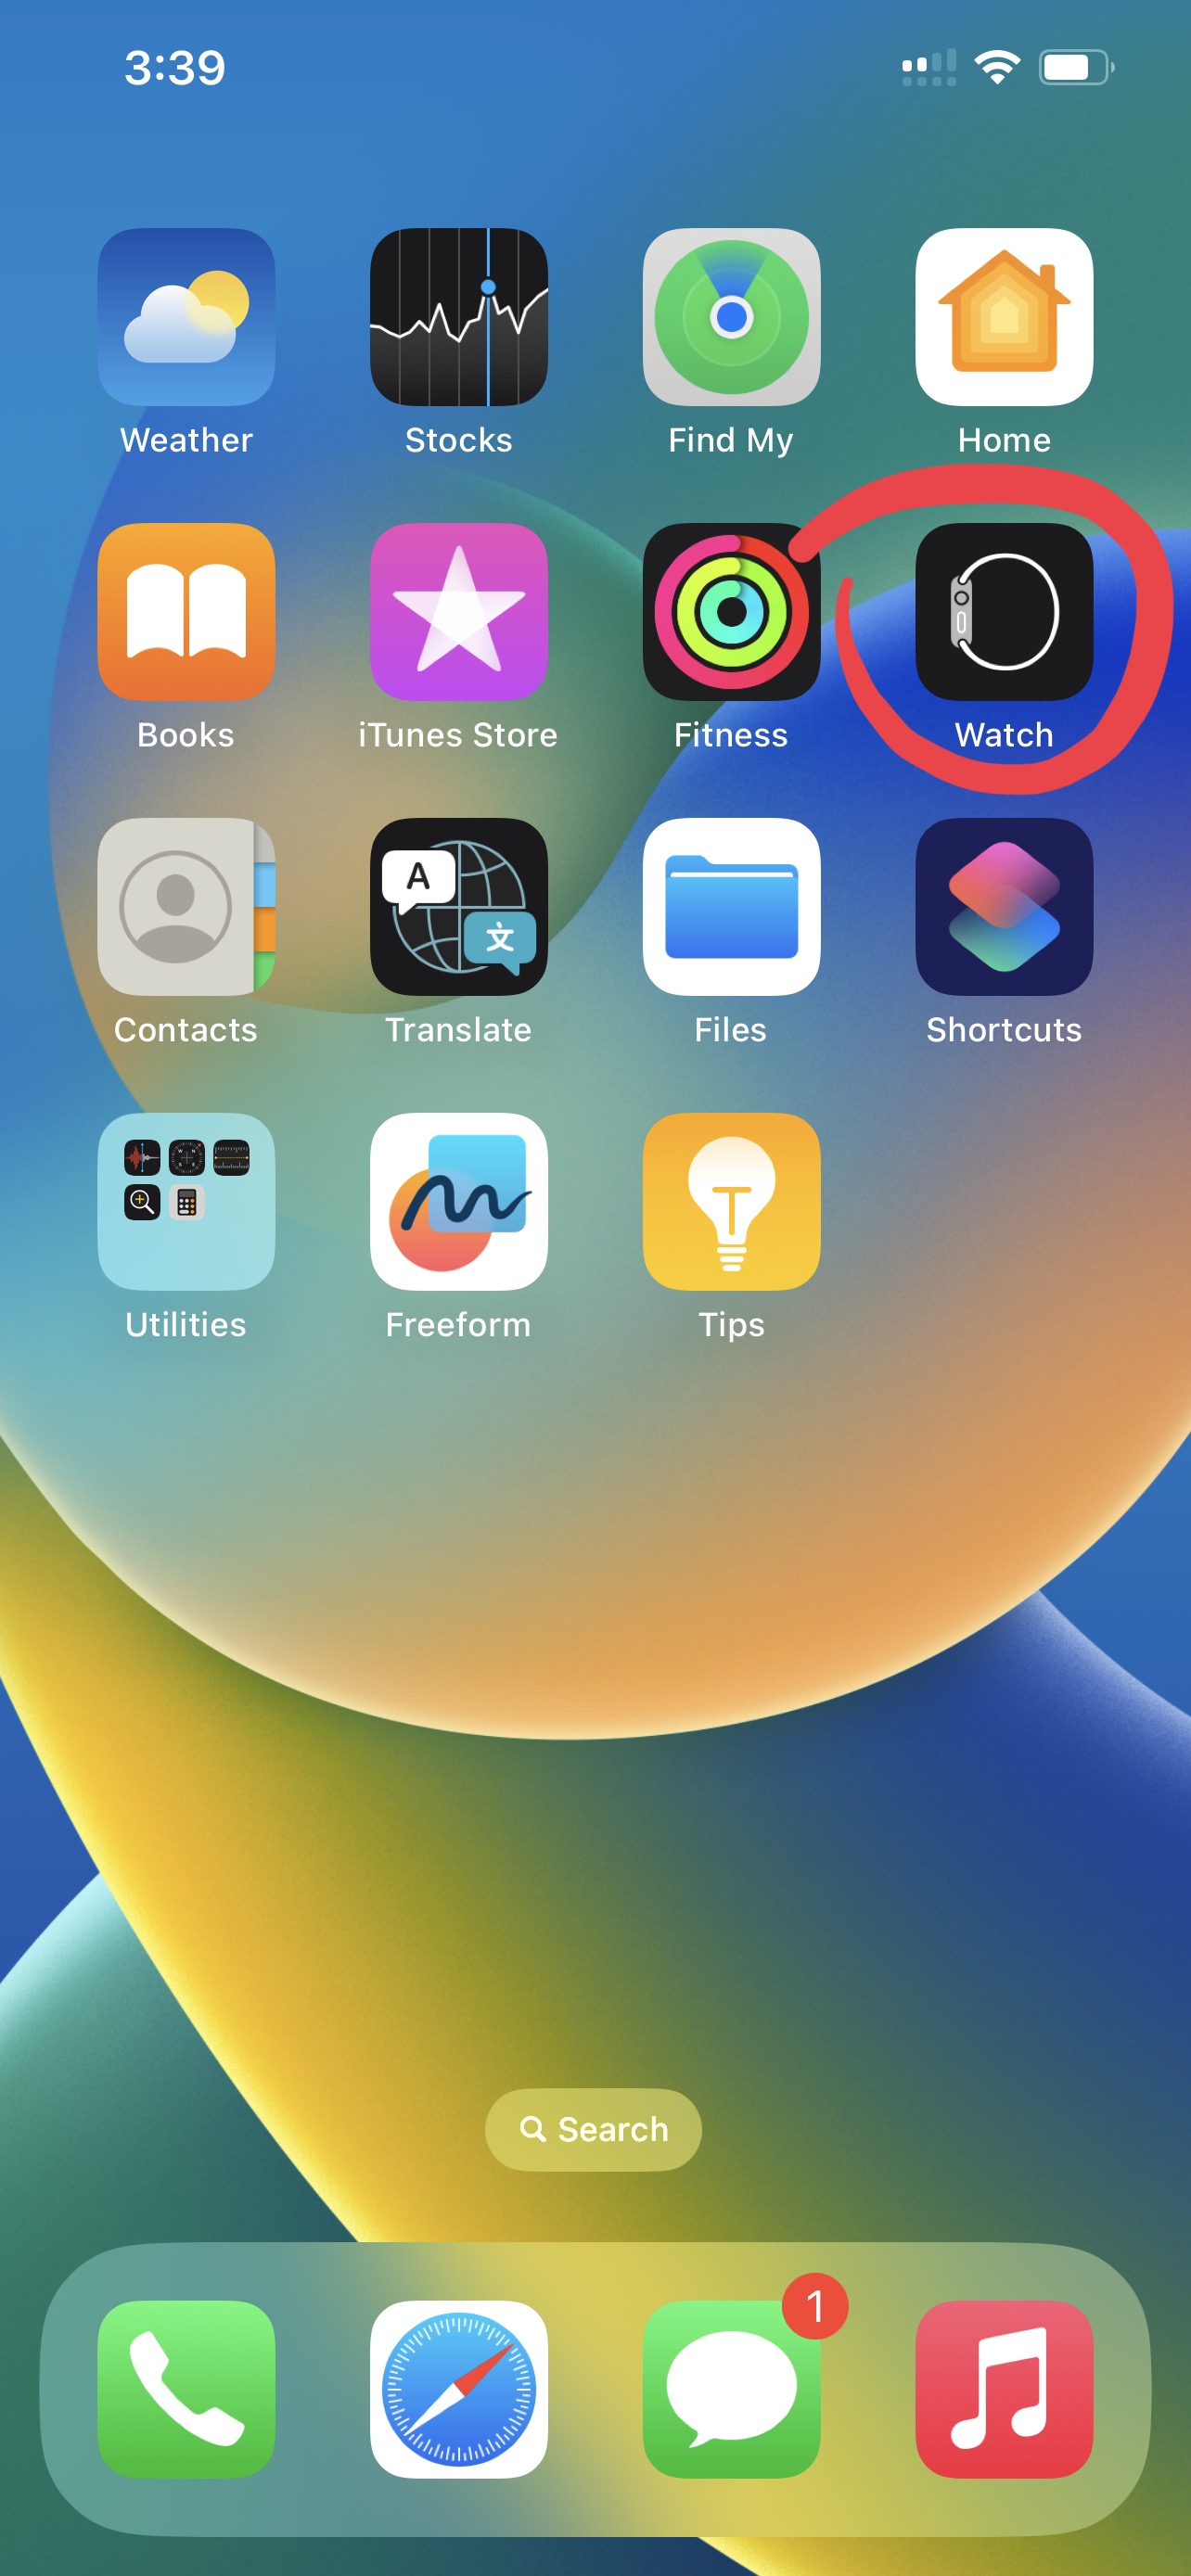 3:39
Weather Stocks Find My Home
Books iTunes Store Fitness Watch
A 文
Contacts Translate Files Shortcuts
Utilities Freeform Tips
Search
1